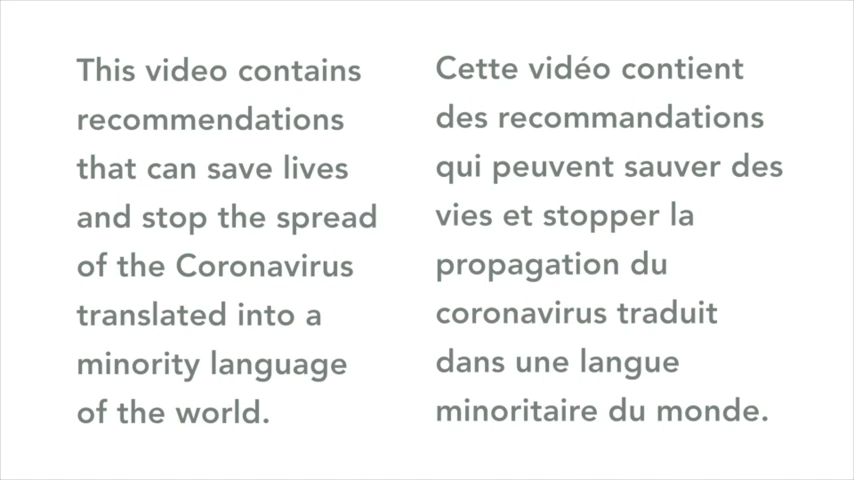 This video contains
recommendations
that can save lives
and stop the spread
of the Coronavirus
translated into a
minority language
of the world.
Cette vidéo contient
des recommandations
qui peuvent sauver des
vies et stopper la
propagation du
coronavirus traduit
dans une langue
minoritaire du monde.